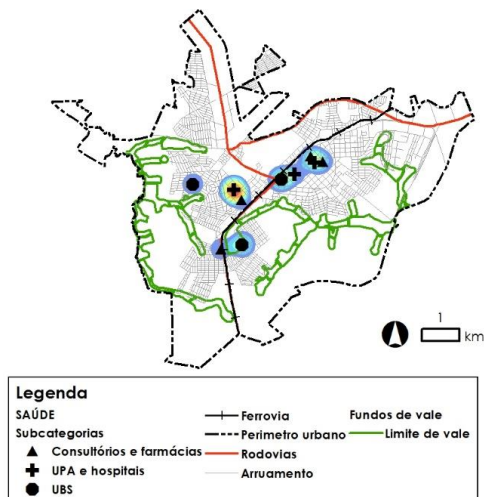 1
km
Legenda
SAÚDE
Subcategorias
Consultórios e farmácias
UPA e hospitais
UBS
Ferrovia
Perimetro urbano
Rodovias
Arruamento
Fundos de vale
Limite de vale